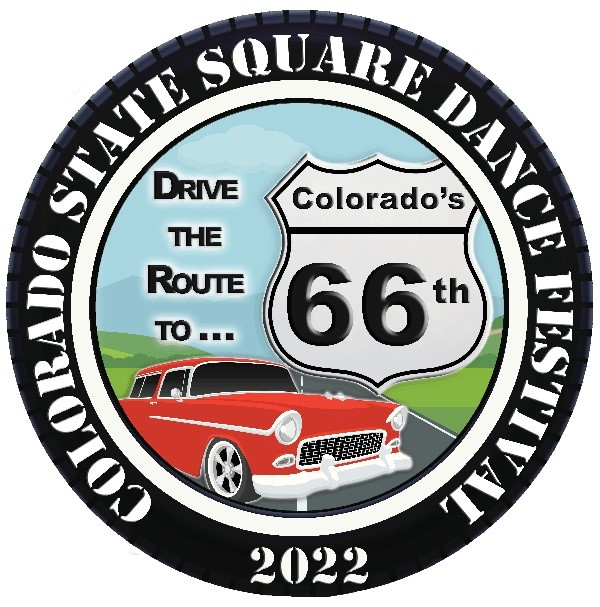 COLORADO STATE SQUARE DANCE FESTIVAL
DRIVE
THE
ROUTE
TO ...
Colorado's
66th
2022